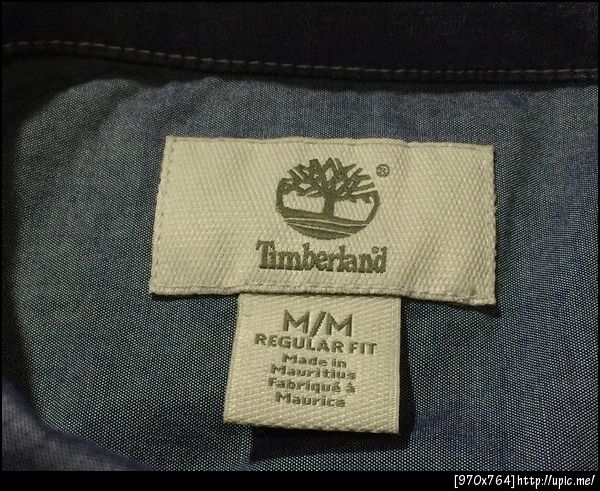 ®
Timberland®
M/M
REGULAR FIT
Made in
Mauritius
Fabriqué à
Maurice
[970x764]http://upic.me/